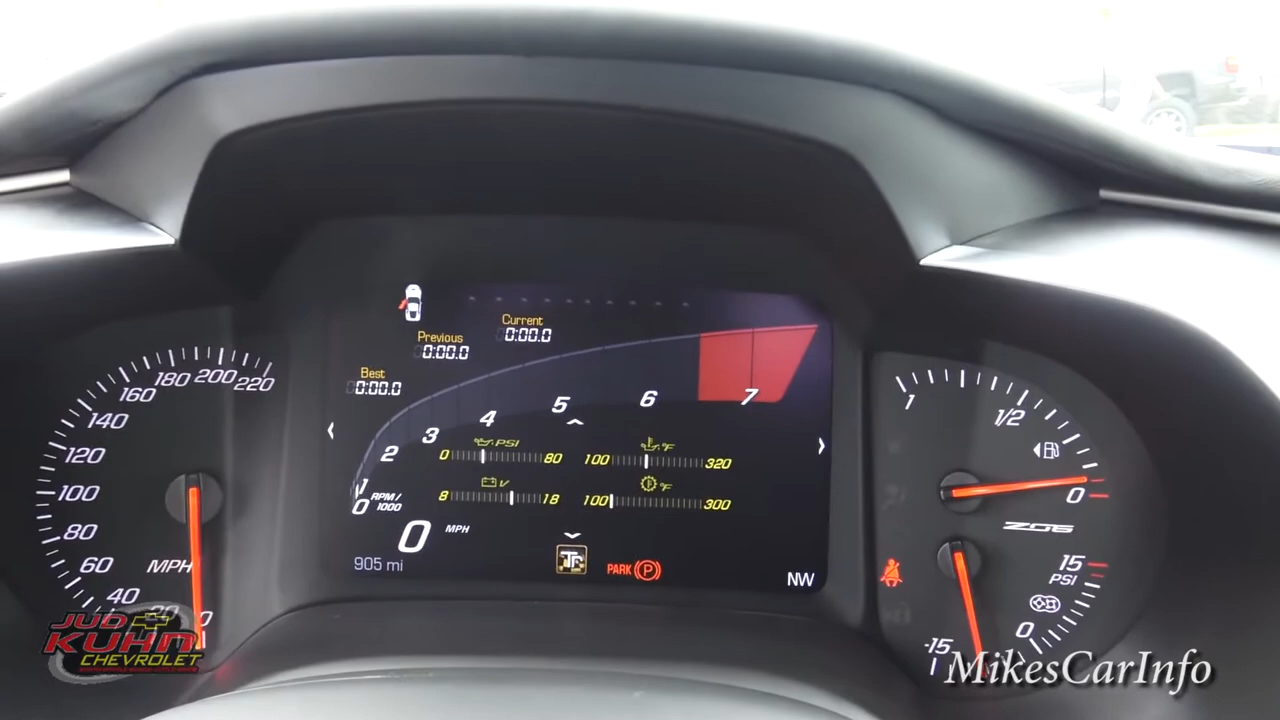 Current
0:00.0
Previous
0:00.0
Best
0:00.0
0 1 2 3 4 5 6 7
RPM/
1000
PSI
0 80
°F
100 320
V
8 18
°F
100 300
0 MPH
905 mi
PARK P
NW
0 20 40 60 80 100 120 140 160 180 200 220
MPH
1 1/2 0
Z06
15
PSI
0
-15
JUD
KUHN
CHEVROLET
MikesCarInfo